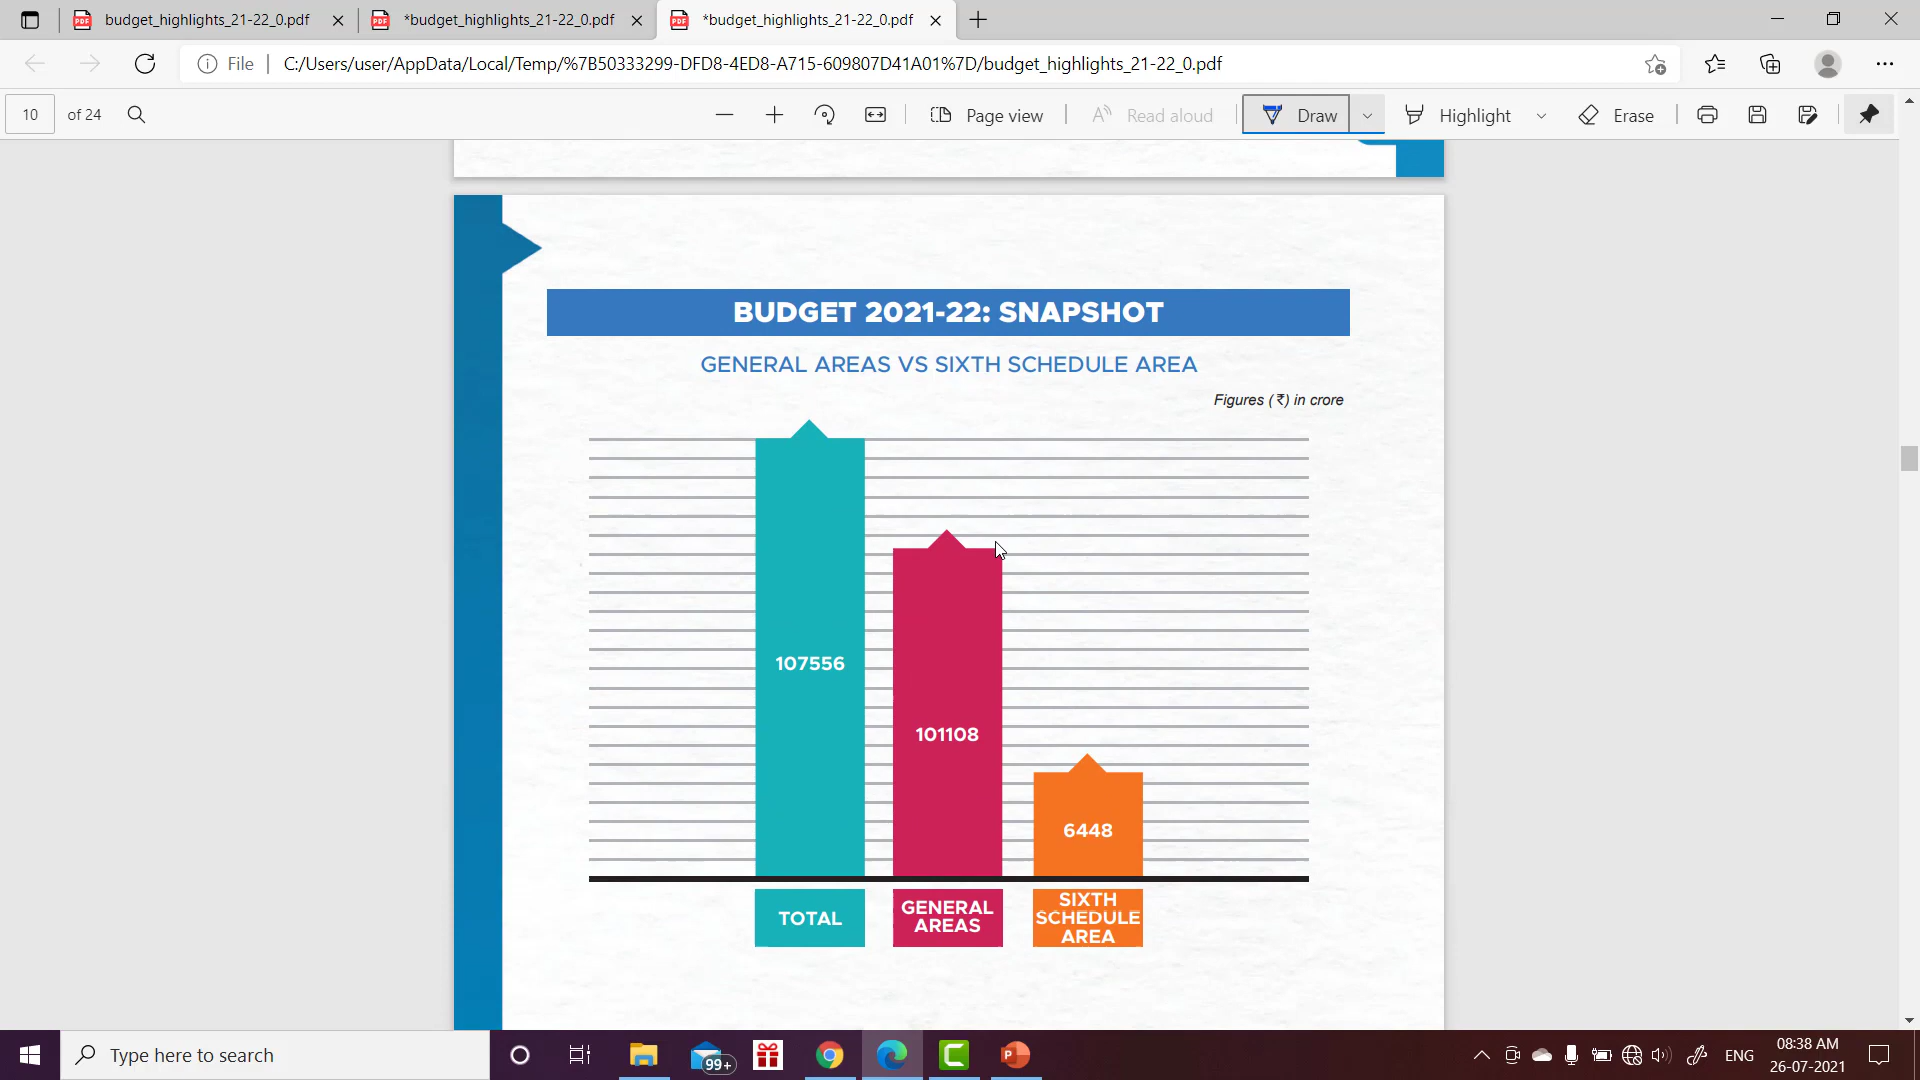 budget_highlights_21-22_0.pdf
*budget_highlights_21-22_0.pdf
*budget_highlights_21-22_0.pdf
File
C:/Users/user/AppData/Local/Temp/%7B50333299-DFD8-4ED8-A715-609807D41A01%7D/budget_highlights_21-22_0.pdf
10 of 24
Page view
Read aloud
Draw
Highlight
Erase
BUDGET 2021-22: SNAPSHOT
GENERAL AREAS VS SIXTH SCHEDULE AREA
Figures (₹) in crore
107556
101108
6448
TOTAL
GENERAL
AREAS
SIXTH
SCHEDULE
AREA
Type here to search
99+
ENG
08:38 AM
26-07-2021